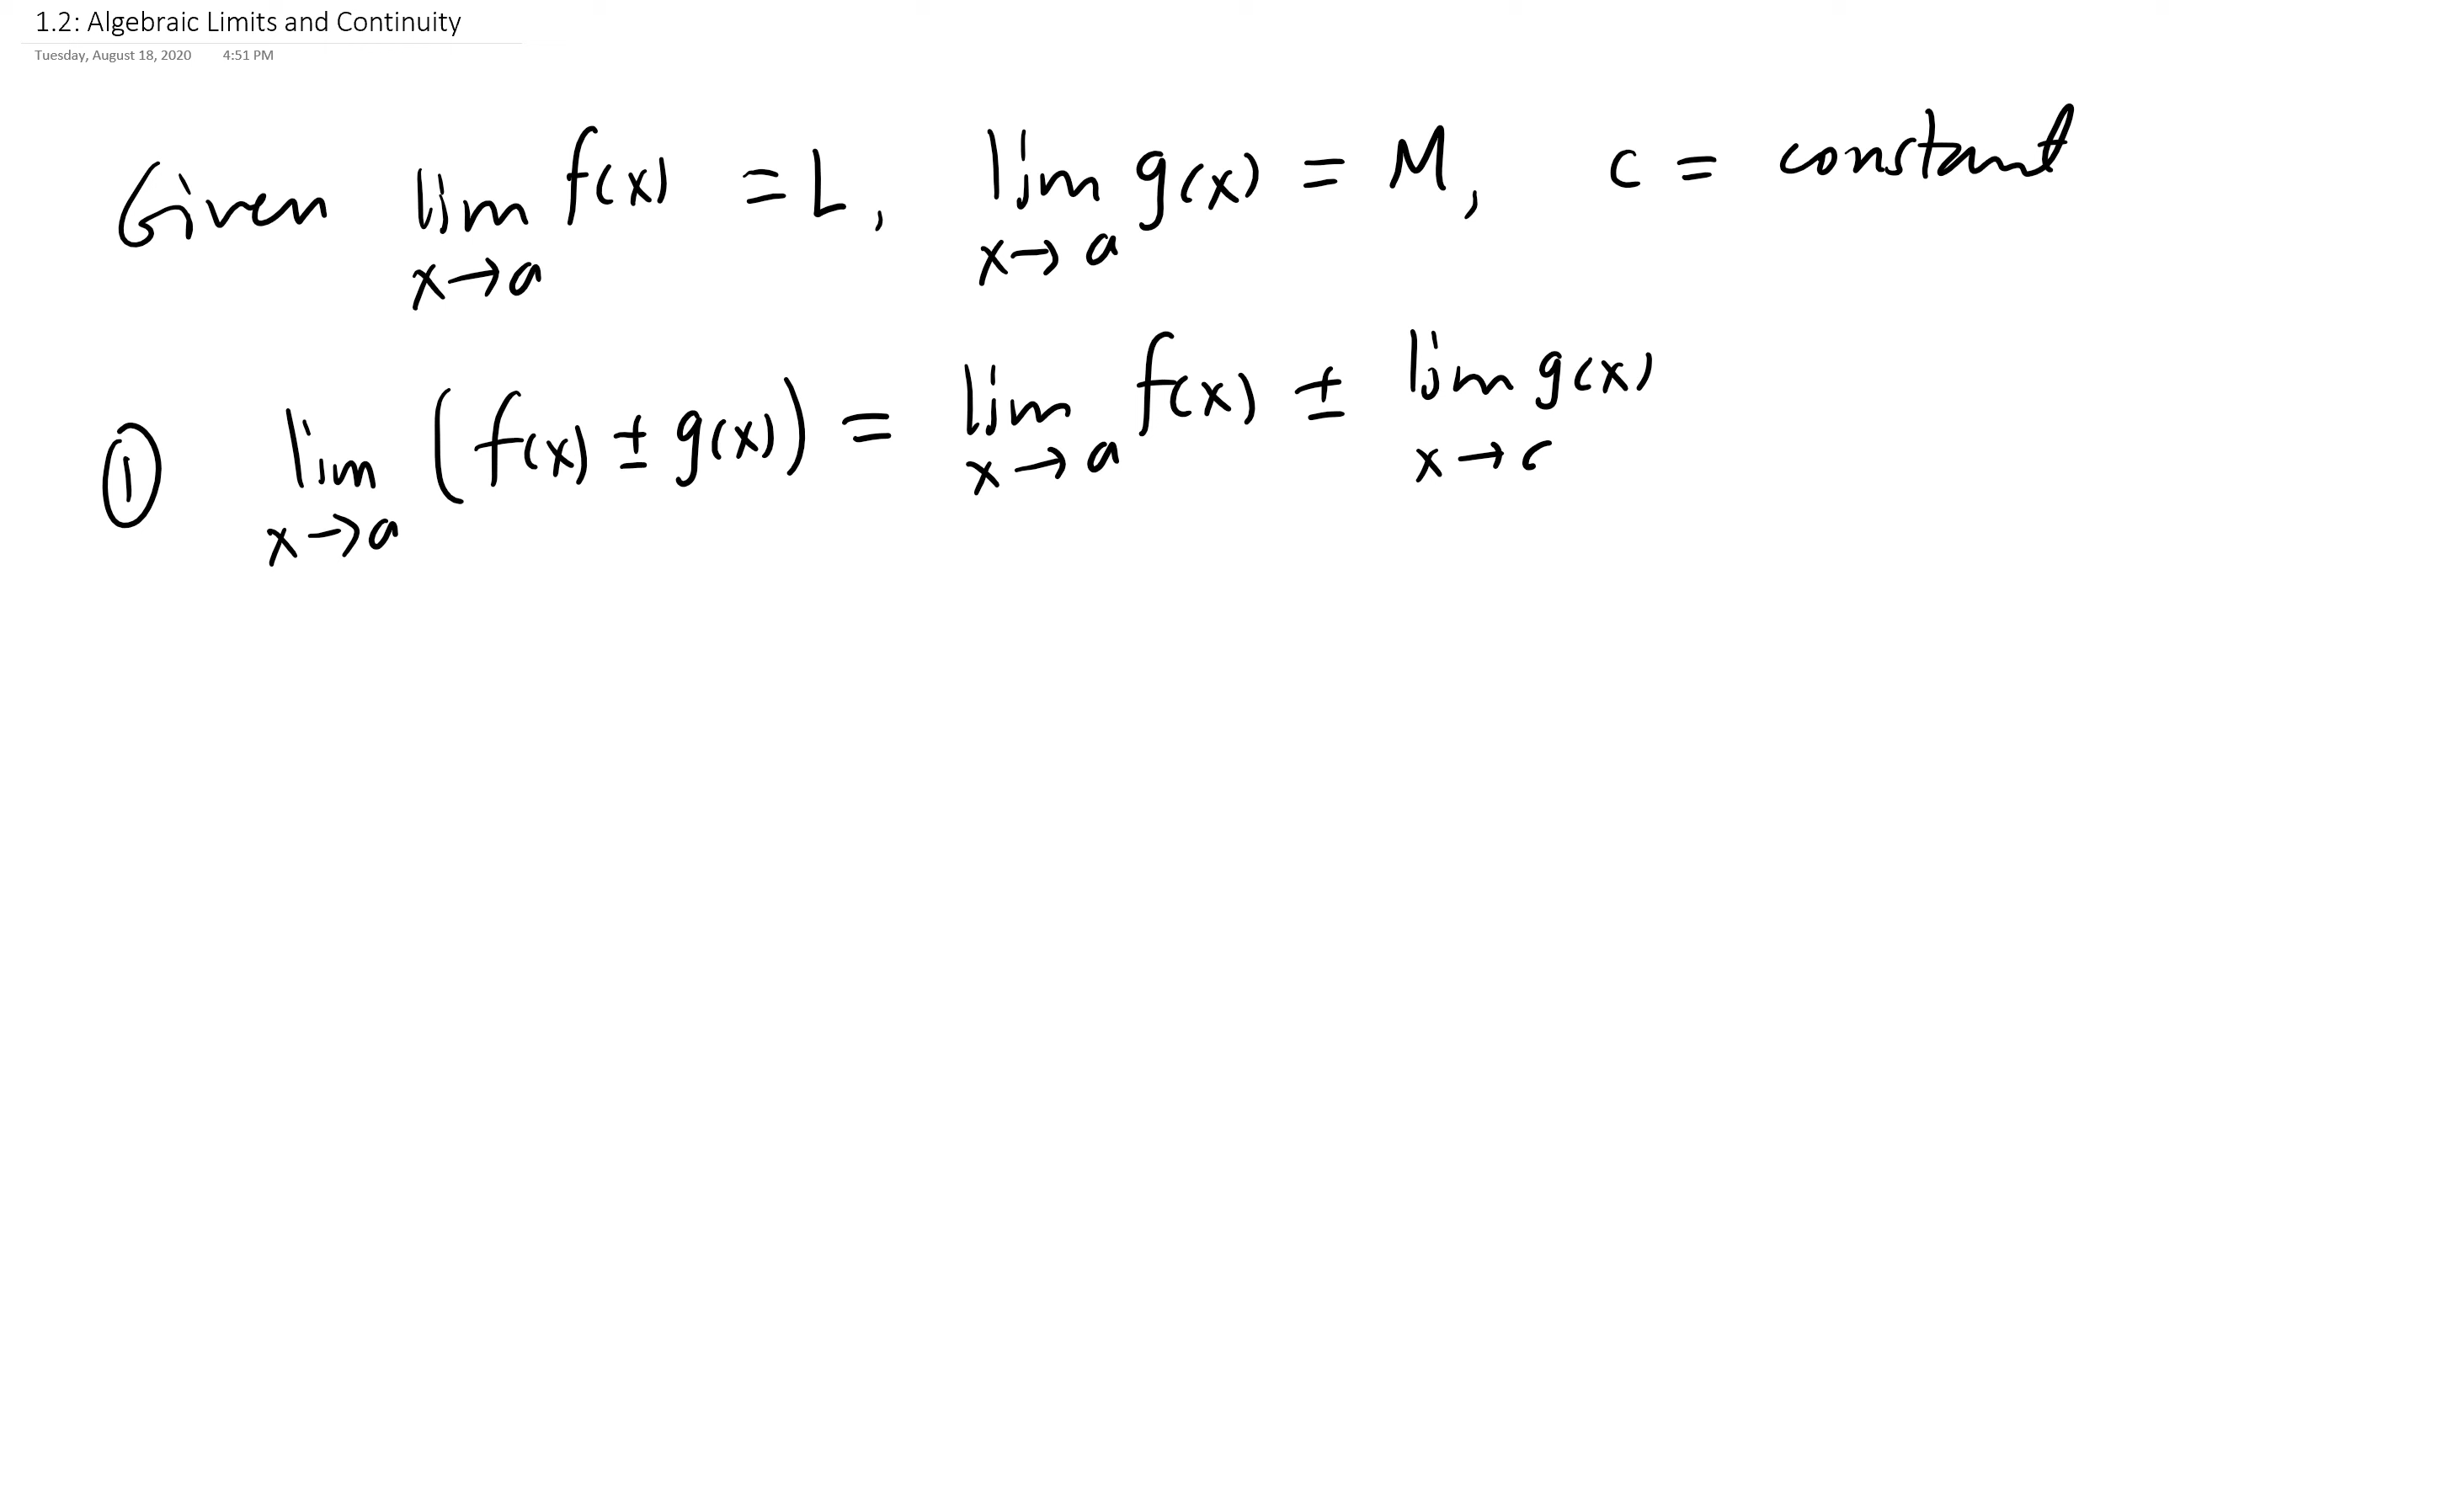 1.2: Algebraic Limits and Continuity
Tuesday, August 18, 2020 4:51 PM
Given lim f(x) = L, lim g(x) = M, c = constant
x→a x→a
① lim (f(x) ± g(x)) = lim f(x) ± lim g(x)
x→a x→a x→c